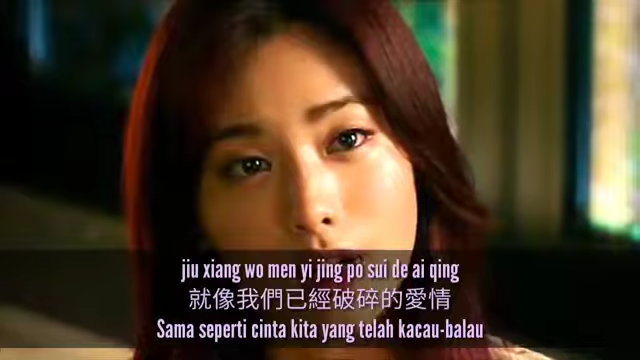 jiu xiang wo men yi jing po sui de ai qing
就像我們已經破碎的愛情
Sama seperti cinta kita yang telah kacau-balau